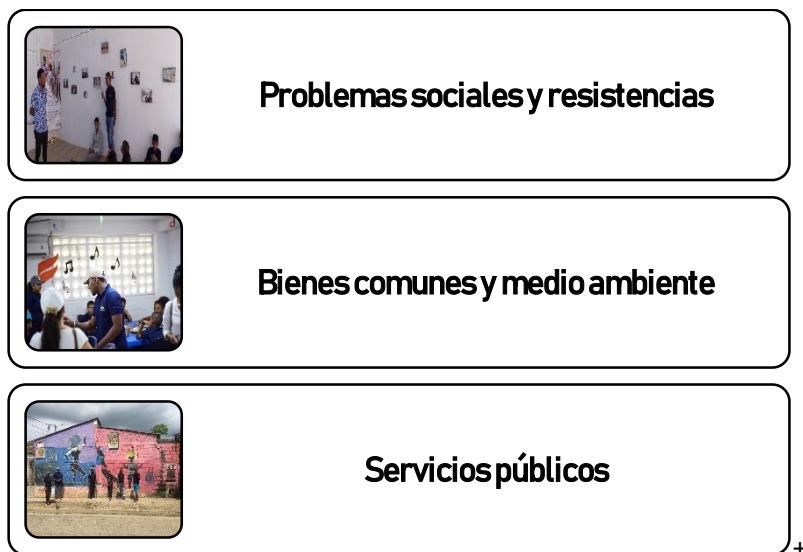 Problemas sociales y resistencias
Bienes comunes y medio ambiente
Servicios públicos